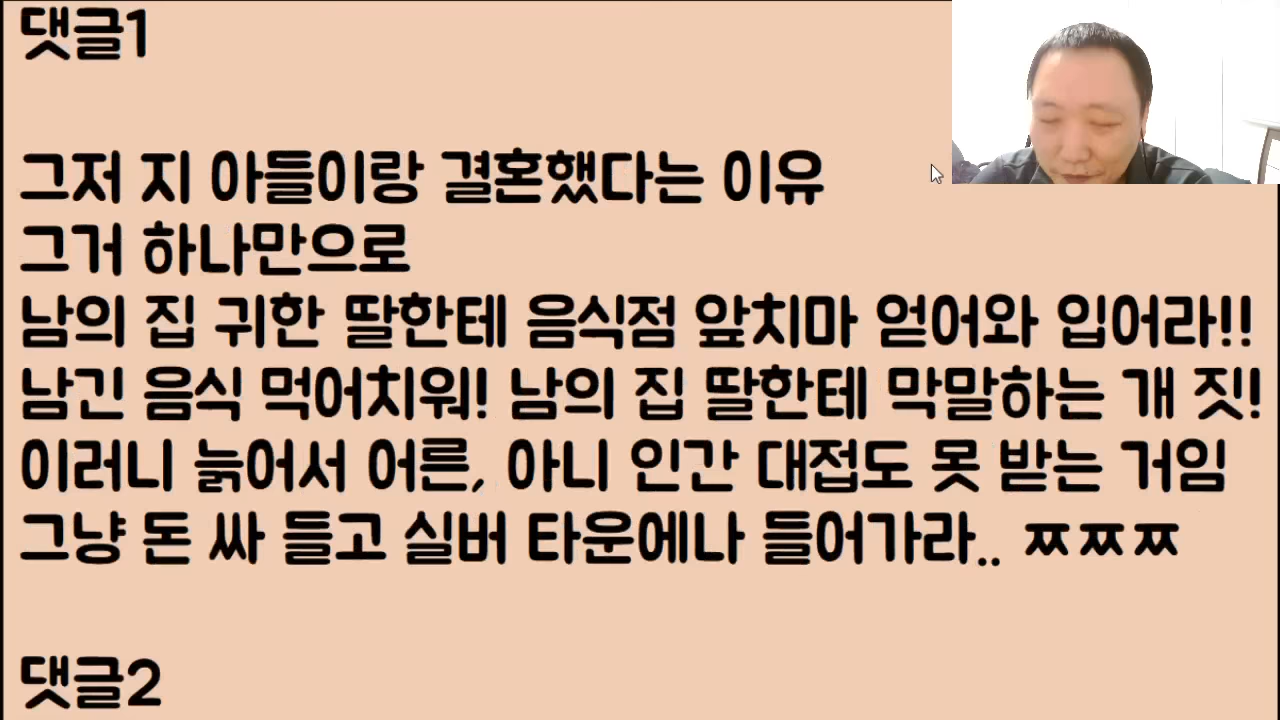 댓글1
그저 지 아들이랑 결혼했다는 이유
그거 하나만으로
남의 집 귀한 딸한테 음식점 앞치마 얻어와 입어라!!
남긴 음식 먹어치워! 남의 집 딸한테 막말하는 개 짓!
이러니 늙어서 어른, 아니 인간 대접도 못 받는 거임
그냥 돈 싸 들고 실버 타운에나 들어가라.. ㅉㅉㅉ
댓글2